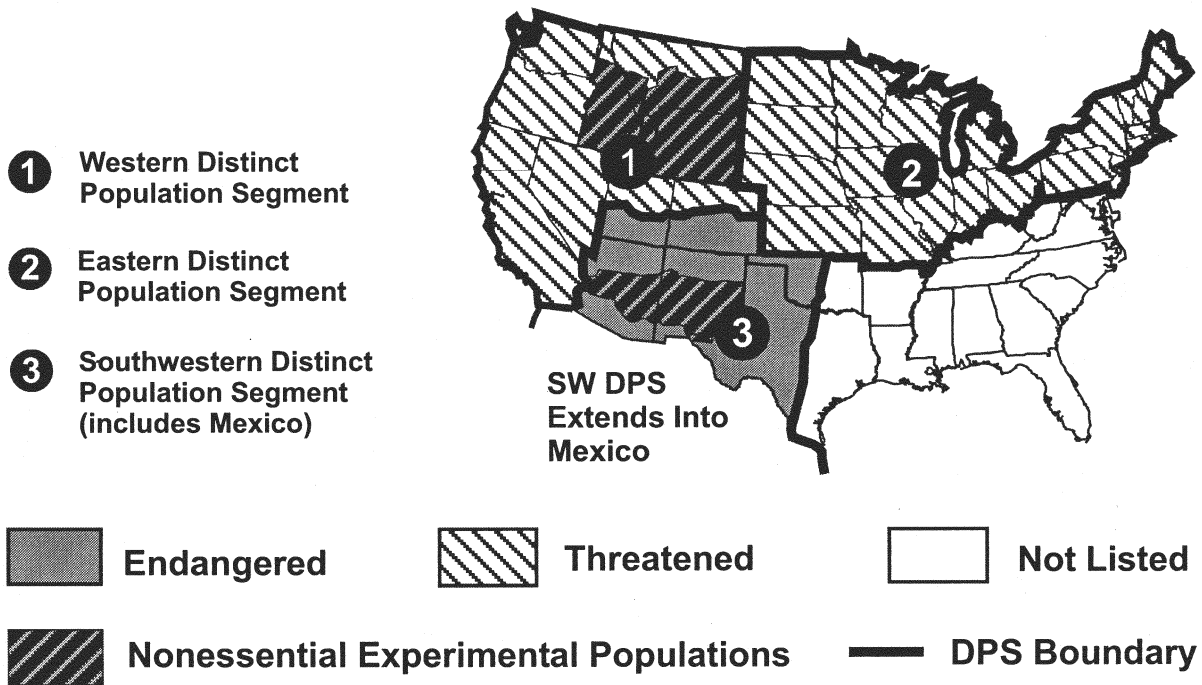 1 Western Distinct
Population Segment
2 Eastern Distinct
Population Segment
3 Southwestern Distinct
Population Segment
(includes Mexico)
1
2
3
SW DPS
Extends Into
Mexico
Endangered
Threatened
Not Listed
Nonessential Experimental Populations
DPS Boundary